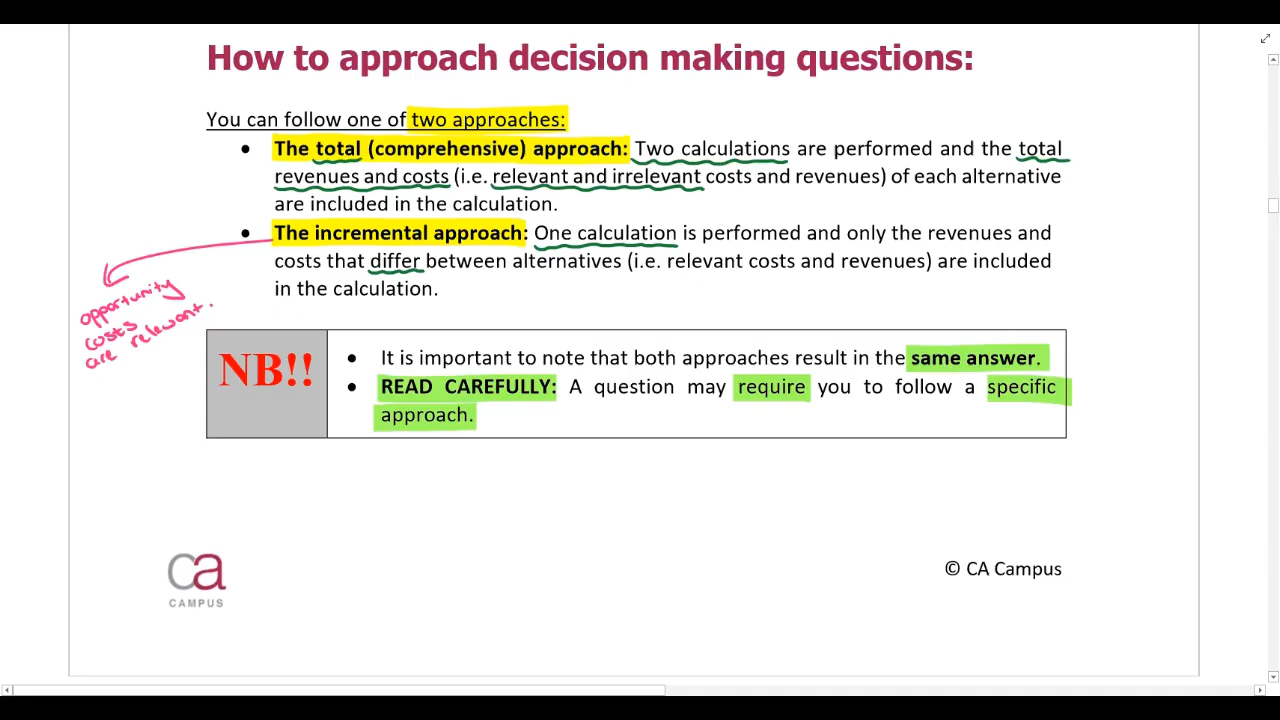 How to approach decision making questions:
You can follow one of two approaches:
• The total (comprehensive) approach: Two calculations are performed and the total
revenues and costs (i.e. relevant and irrelevant costs and revenues) of each alternative
are included in the calculation.
• The incremental approach: One calculation is performed and only the revenues and
costs that differ between alternatives (i.e. relevant costs and revenues) are included
in the calculation.
opportunity
costs
are relevant.
NB!!
• It is important to note that both approaches result in the same answer.
• READ CAREFULLY: A question may require you to follow a specific
approach.
ca
CAMPUS
© CA Campus